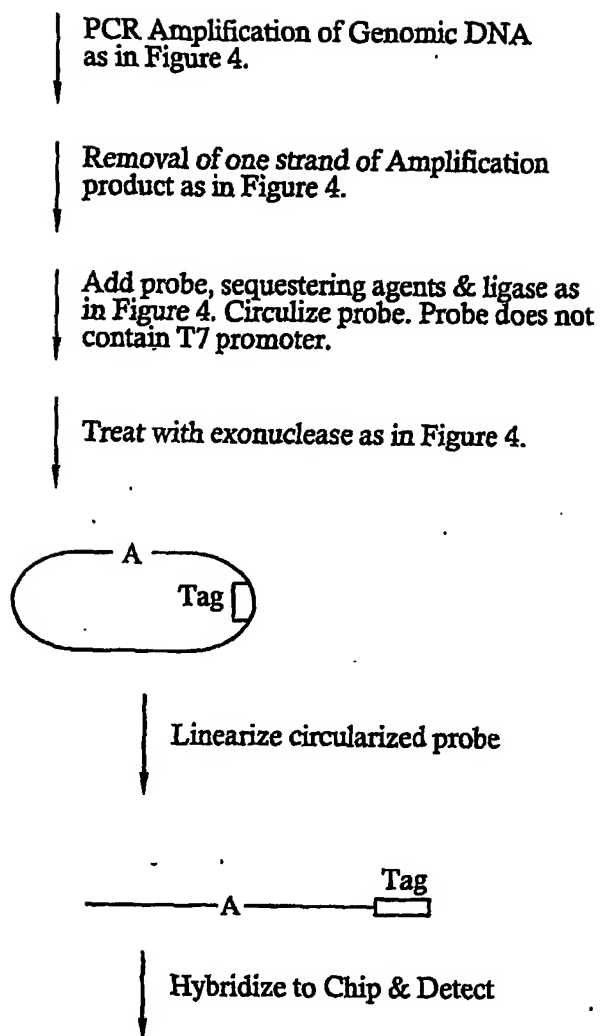 PCR Amplification of Genomic DNA
as in Figure 4.
Removal of one strand of Amplification
product as in Figure 4.
Add probe, sequestering agents & ligase as
in Figure 4. Circulize probe. Probe does not
contain T7 promoter.
Treat with exonuclease as in Figure 4.
A
Tag
Linearize circularized probe
Tag
A
Hybridize to Chip & Detect